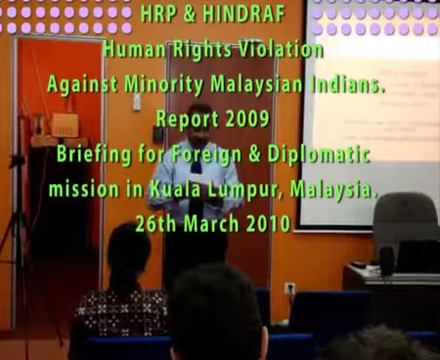 HRP & HINDRAF
Human Rights Violation
Against Minority Malaysian Indians.
Report 2009
Briefing for Foreign & Diplomatic
mission in Kuala Lumpur, Malaysia.
26th March 2010